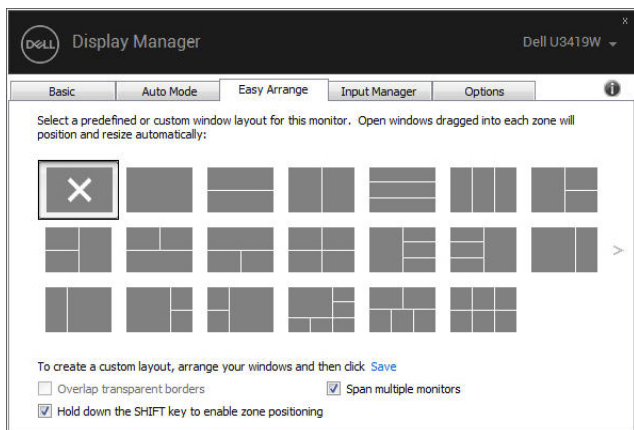 x
DELL Display Manager Dell U3419W
Basic Auto Mode Easy Arrange Input Manager Options i
Select a predefined or custom window layout for this monitor. Open windows dragged into each zone will
position and resize automatically:
>
To create a custom layout, arrange your windows and then click Save
Overlap transparent borders Span multiple monitors
Hold down the SHIFT key to enable zone positioning